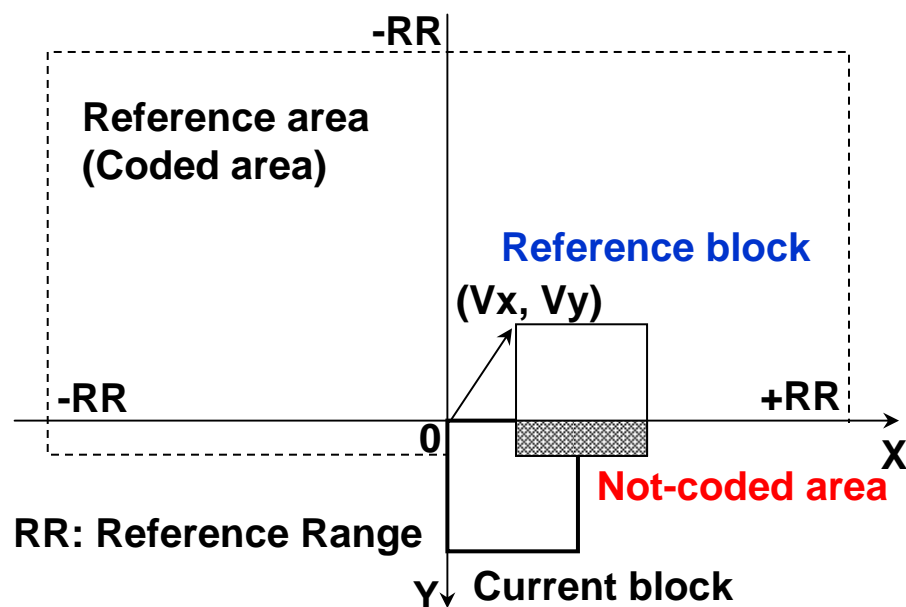 -RR
Reference area
(Coded area)
Reference block
(Vx, Vy)
-RR
+RR
0
X
Not-coded area
RR: Reference Range
Y
Current block